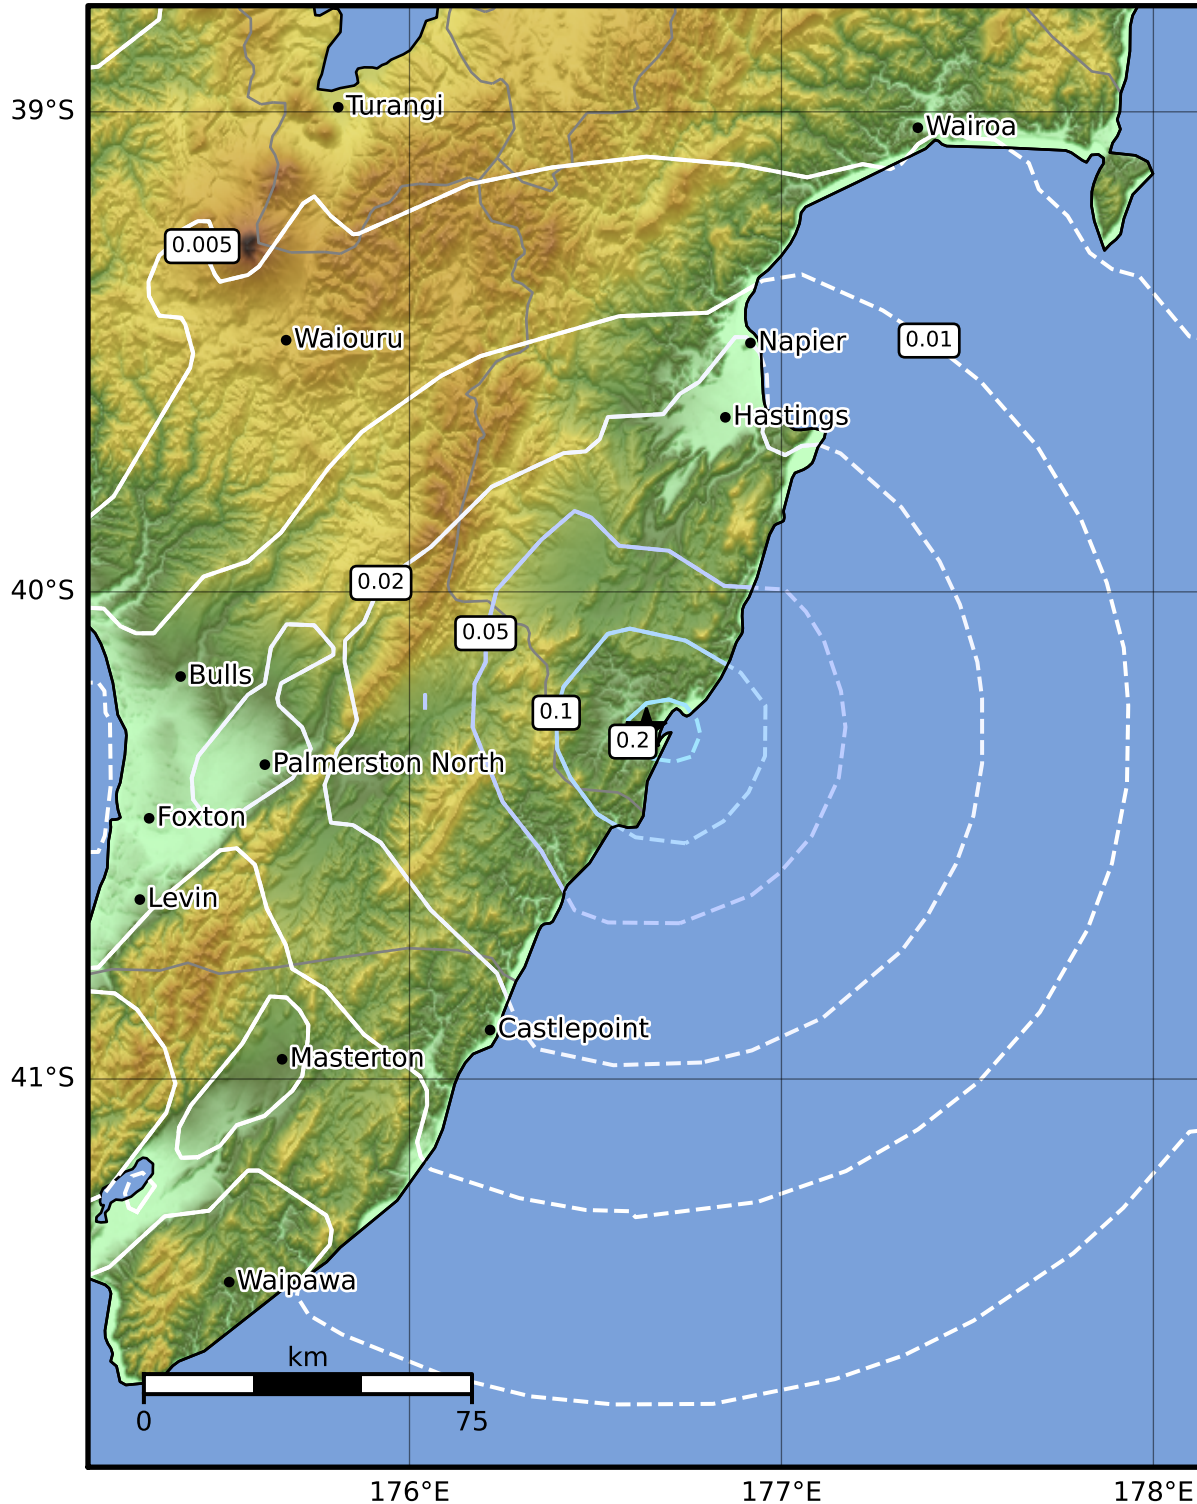 Turangi
39°S
Wairoa
0.005
Waiouru
Napier
0.01
Hastings
0.02
40°S
0.05
Bulls
0.1
0.2
Palmerston North
Foxton
Levin
Castlepoint
Masterton
41°S
Waipawa
km
0
75
176°E
177°E
178°E